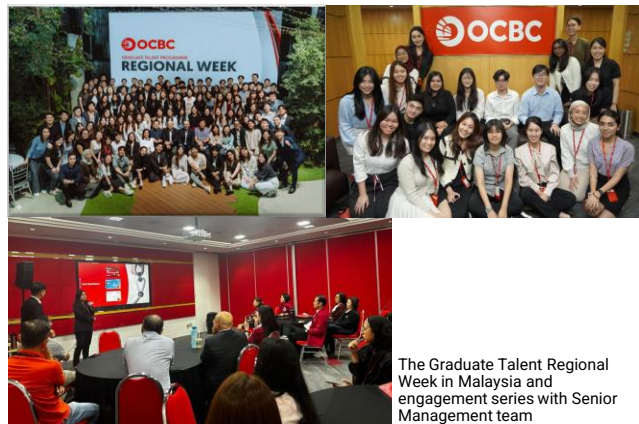 OCBC
GRADUATE TALENT PROGRAMME
REGIONAL WEEK
OCBC
The Graduate Talent Regional
Week in Malaysia and
engagement series with Senior
Management team